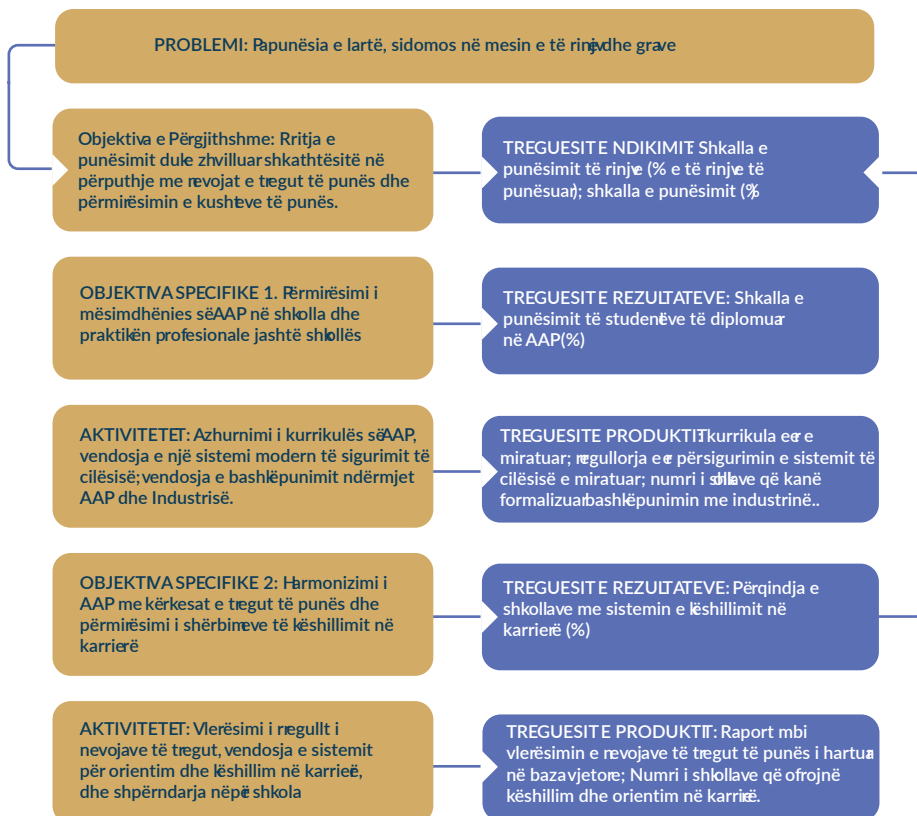 PROBLEMI: Papunësia e lartë, sidomos në mesin e të rinjve dhe grave
Objektiva e Përgjithshme: Rritja e
punësimit duke zhvilluar shkathtësitë në
përputhje me nevojat e tregut të punës dhe
përmirësimin e kushteve të punës.
TREGUESIT E NDIKIMIT: Shkalla e
punësimit të rinjve (% e të rinjve të
punësuar); shkalla e punësimit (%
OBJEKTIVA SPECIFIKE 1. Përmirësimi i
mësimdhënies së AAP në shkolla dhe
praktikën profesionale jashtë shkollës
TREGUESIT E REZULTATEVE: Shkalla e
punësimit të studentëve të diplomuar
në AAP(%)
AKTIVITETET: Azhurnimi i kurrikulës së AAP,
vendosja e një sistemi modern të sigurimit të
cilësisë; vendosja e bashkëpunimit ndërmjet
AAP dhe Industrisë.
TREGUESIT E PRODUKTIT: kurrikula e re e
miratuar; rregullorja e re për sigurimin e sistemit të
cilësisë e miratuar; numri i shkollave që kanë
formalizuar bashkëpunimin me industrinë..
OBJEKTIVA SPECIFIKE 2: Harmonizimi i
AAP me kërkesat e tregut të punës dhe
përmirësimi i shërbimeve të këshillimit në
karrierë
TREGUESIT E REZULTATEVE: Përqindja e
shkollave me sistemin e këshillimit në
karrierë (%)
AKTIVITETET: Vlerësimi i rregullt i
nevojave të tregut, vendosja e sistemit
për orientim dhe këshillim në karrierë,
dhe shpërndarja nëpër shkolla
TREGUESIT E PRODUKTIT: Raport mbi
vlerësimin e nevojave të tregut të punës i hartuar
në baza vjetore; Numri i shkollave që ofrojnë
këshillim dhe orientim në karrierë.